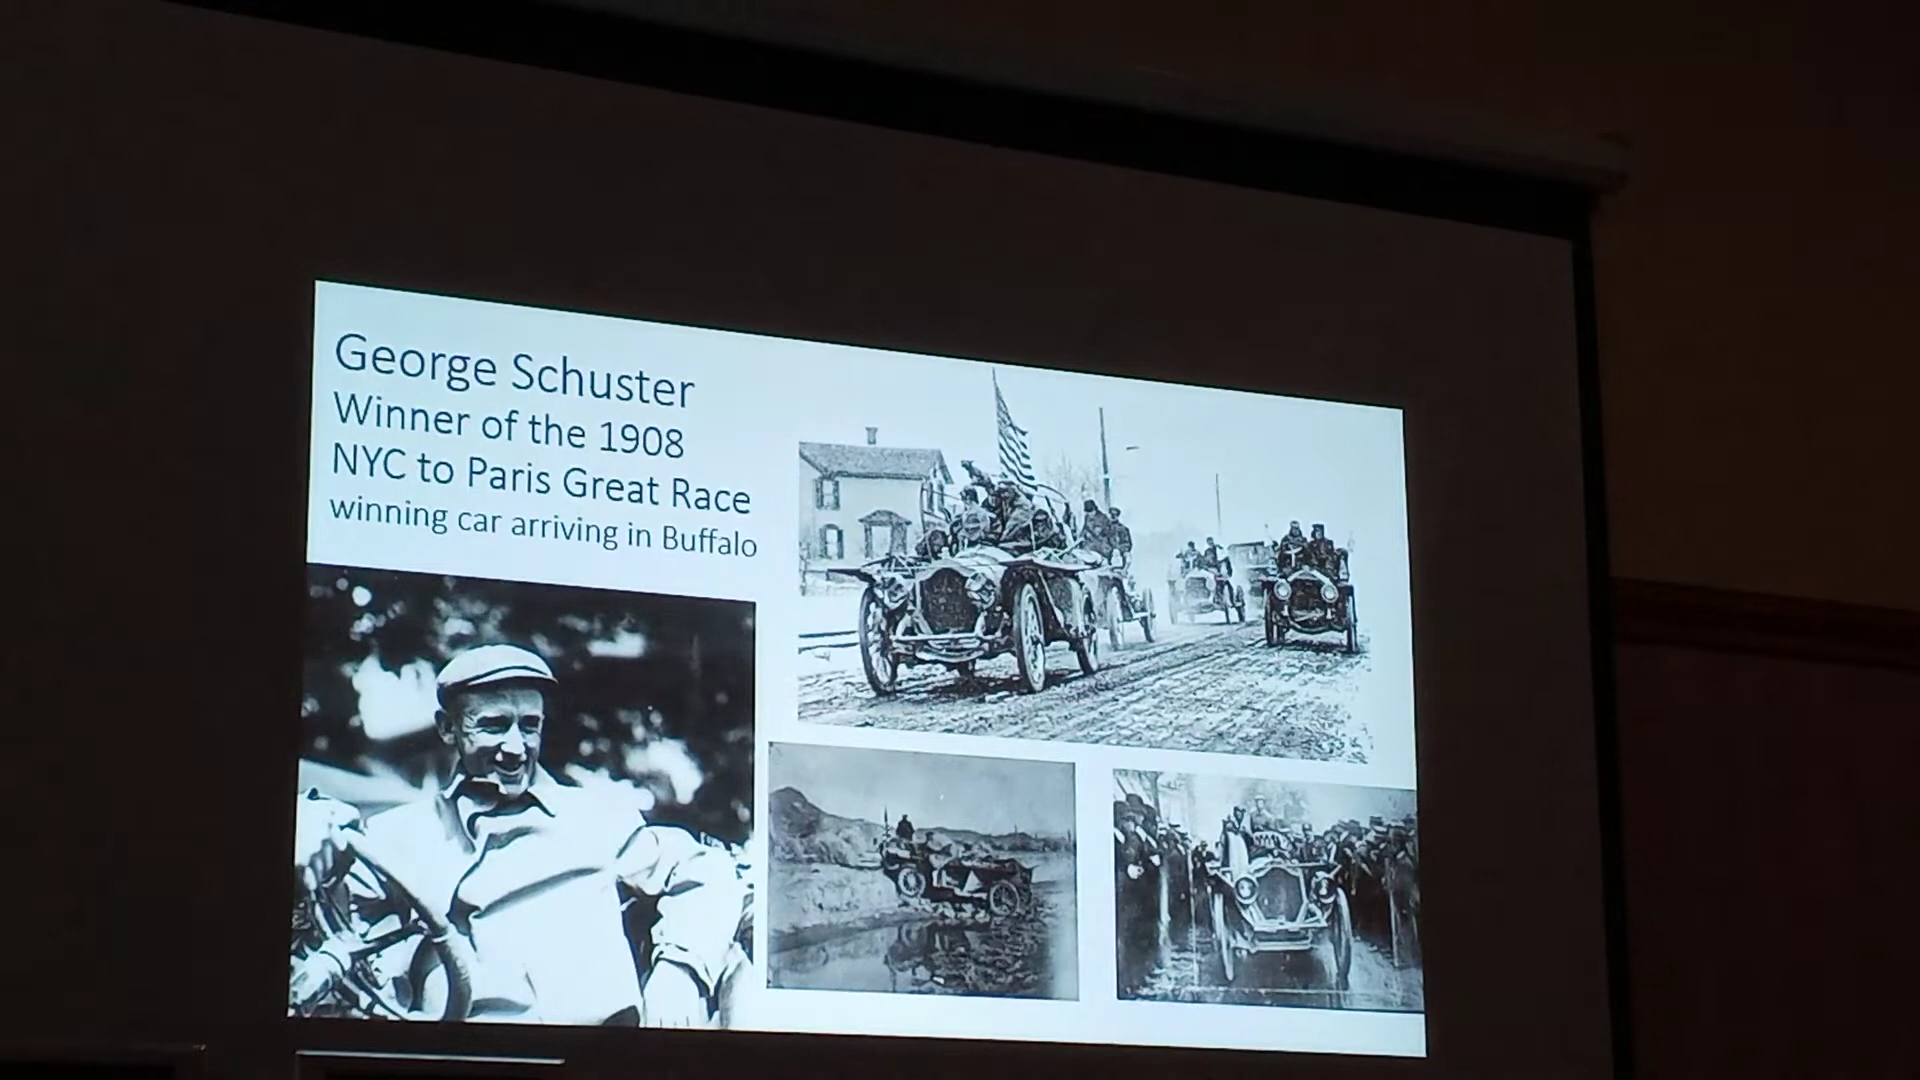 George Schuster
Winner of the 1908
NYC to Paris Great Race
winning car arriving in Buffalo